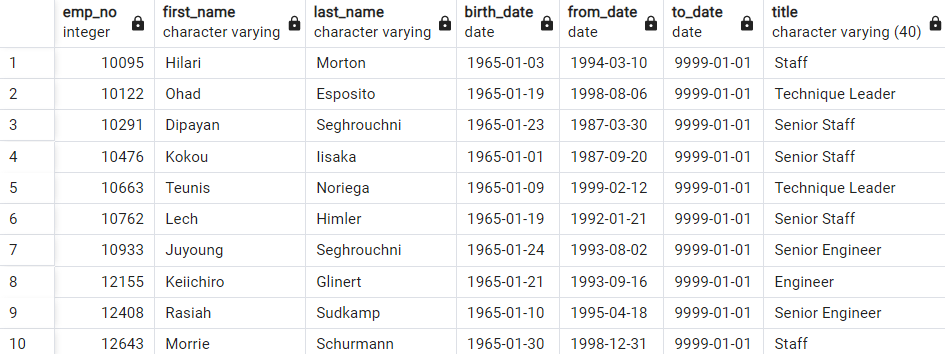 emp_no first_name last_name birth_date from_date to_date title
integer character varying character varying date date date character varying (40)
1 10095 Hilari Morton 1965-01-03 1994-03-10 9999-01-01 Staff
2 10122 Ohad Esposito 1965-01-19 1998-08-06 9999-01-01 Technique Leader
3 10291 Dipayan Seghrouchni 1965-01-23 1987-03-30 9999-01-01 Senior Staff
4 10476 Kokou Iisaka 1965-01-01 1987-09-20 9999-01-01 Senior Staff
5 10663 Teunis Noriega 1965-01-09 1999-02-12 9999-01-01 Technique Leader
6 10762 Lech Himler 1965-01-19 1992-01-21 9999-01-01 Senior Staff
7 10933 Juyoung Seghrouchni 1965-01-24 1993-08-02 9999-01-01 Senior Engineer
8 12155 Keiichiro Glinert 1965-01-21 1993-09-16 9999-01-01 Engineer
9 12408 Rasiah Sudkamp 1965-01-10 1995-04-18 9999-01-01 Senior Engineer
10 12643 Morrie Schurmann 1965-01-30 1998-12-31 9999-01-01 Staff